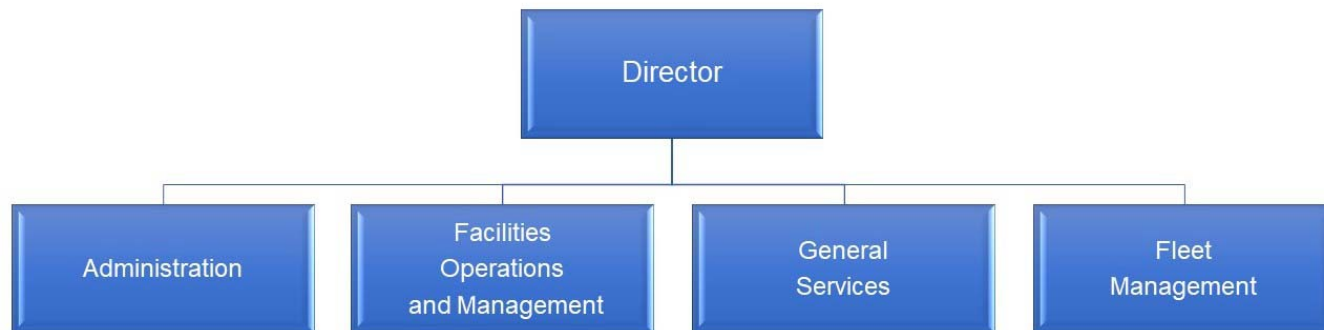 Director
Administration
Facilities
Operations
and Management
General
Services
Fleet
Management